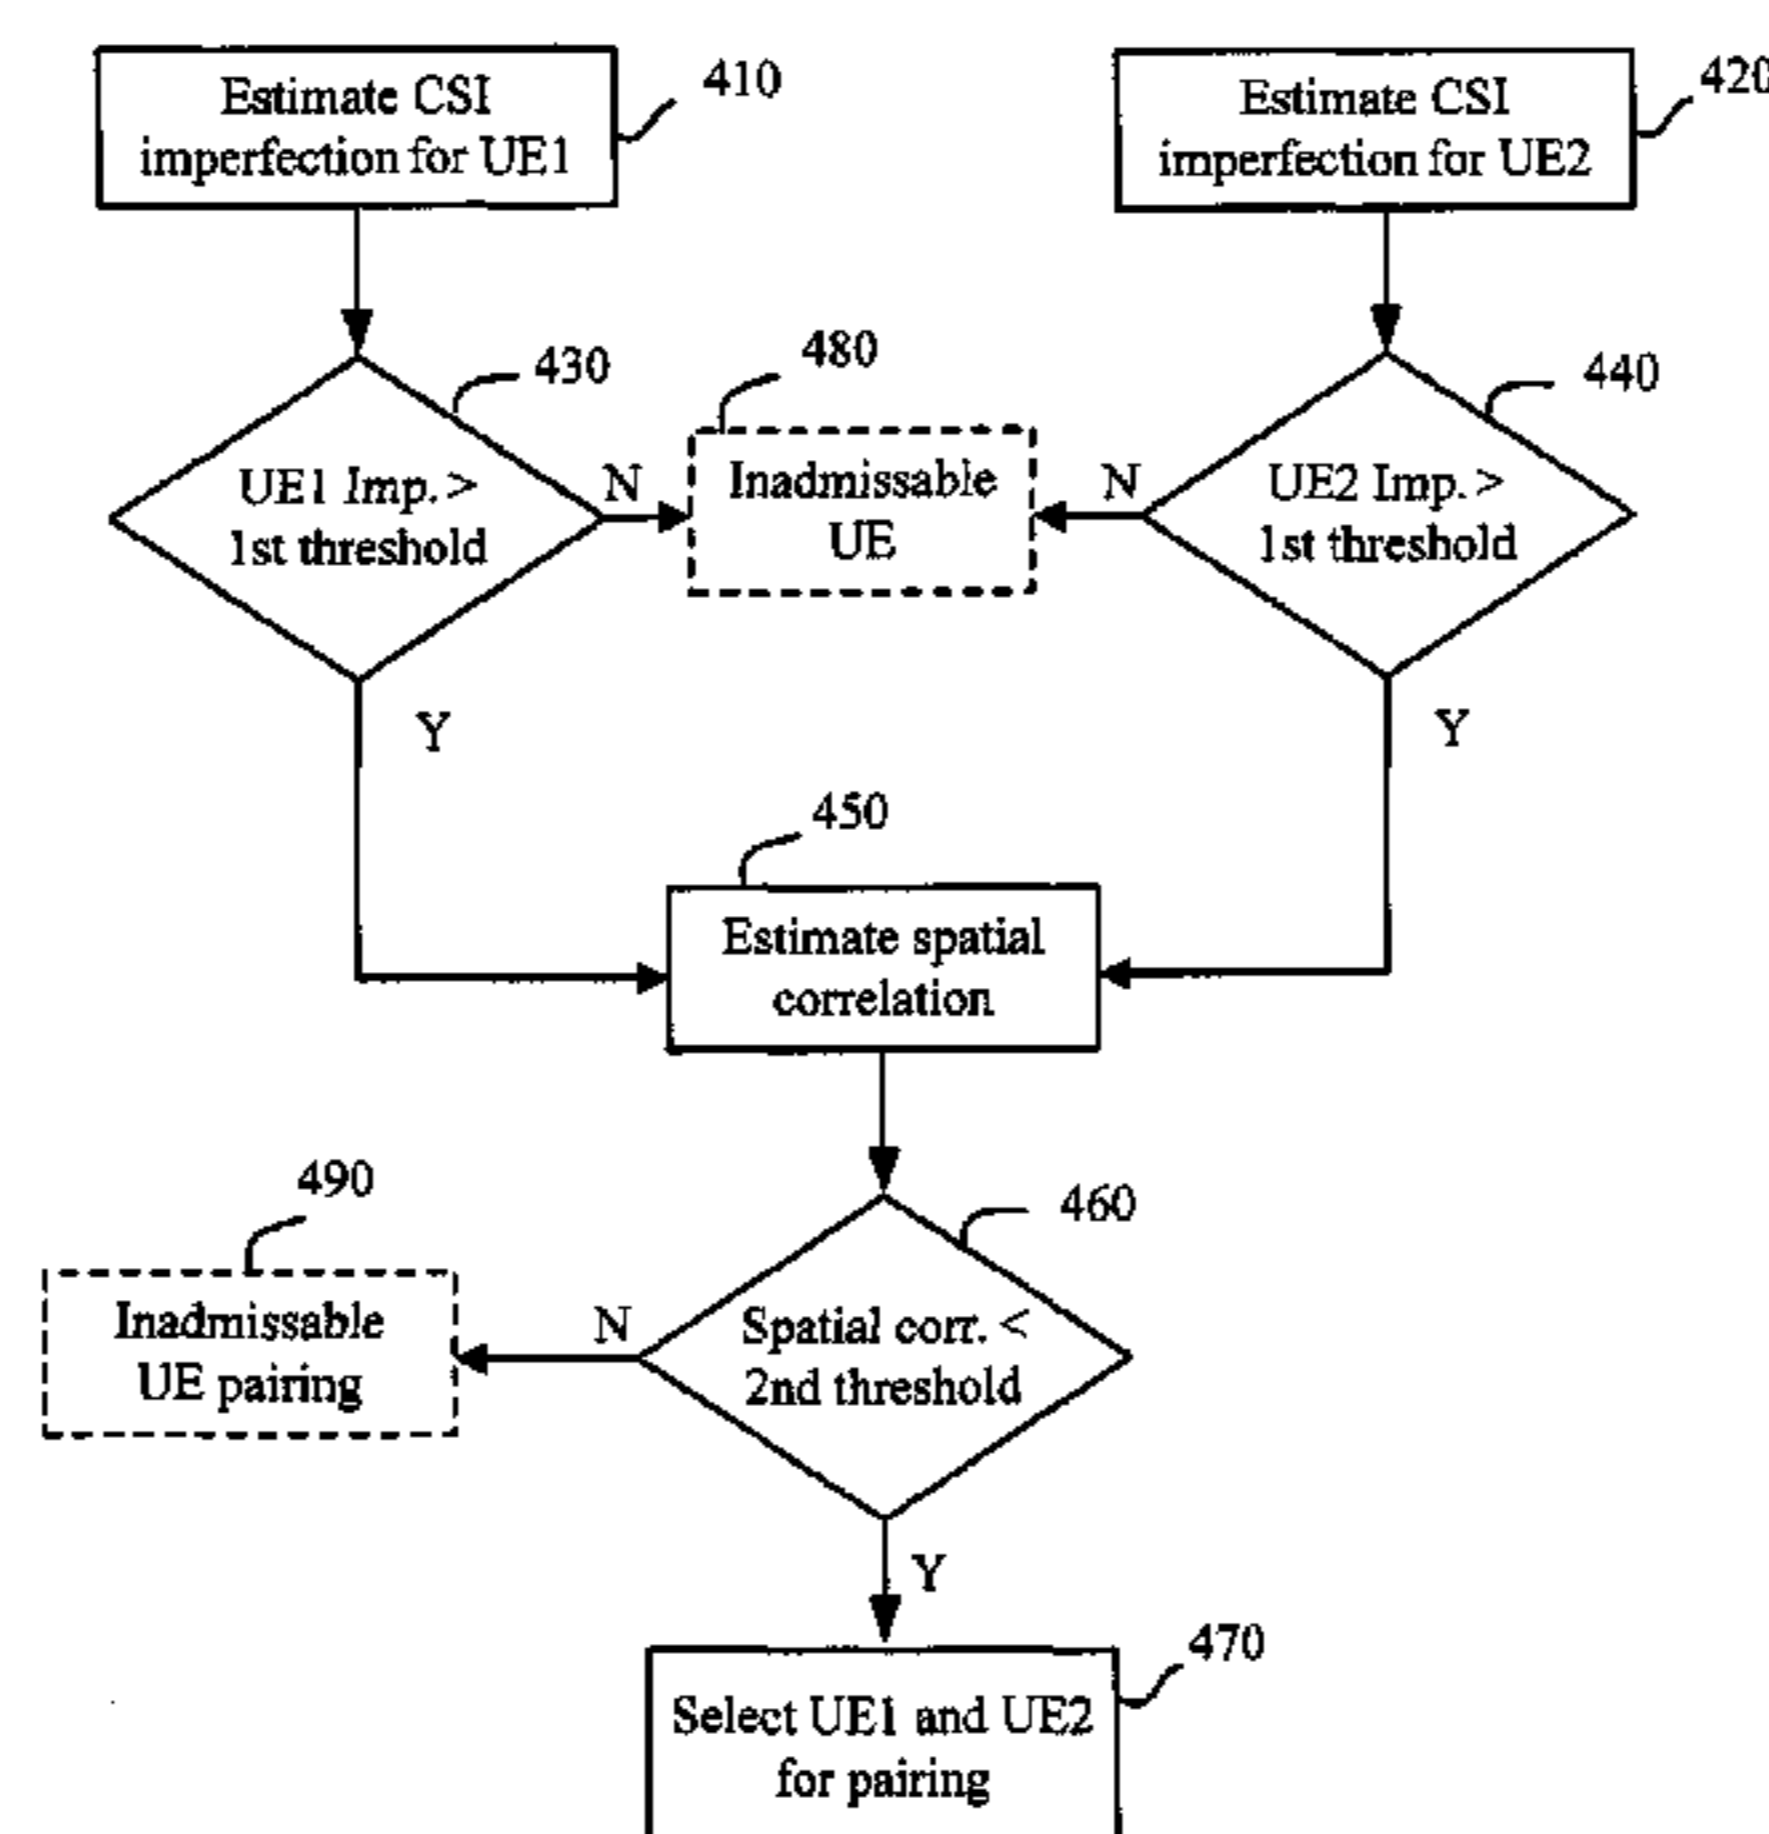 Estimate CSI
imperfection for UE1
410
Estimate CSI
imperfection for UE2
420
430
480
440
UE1 Imp. >
1st threshold
N
Inadmissable
UE
N
UE2 Imp. >
1st threshold
Y
Y
450
Estimate spatial
correlation
490
460
Inadmissable
UE pairing
N
Spatial corr. <
2nd threshold
Y
470
Select UE1 and UE2
for pairing